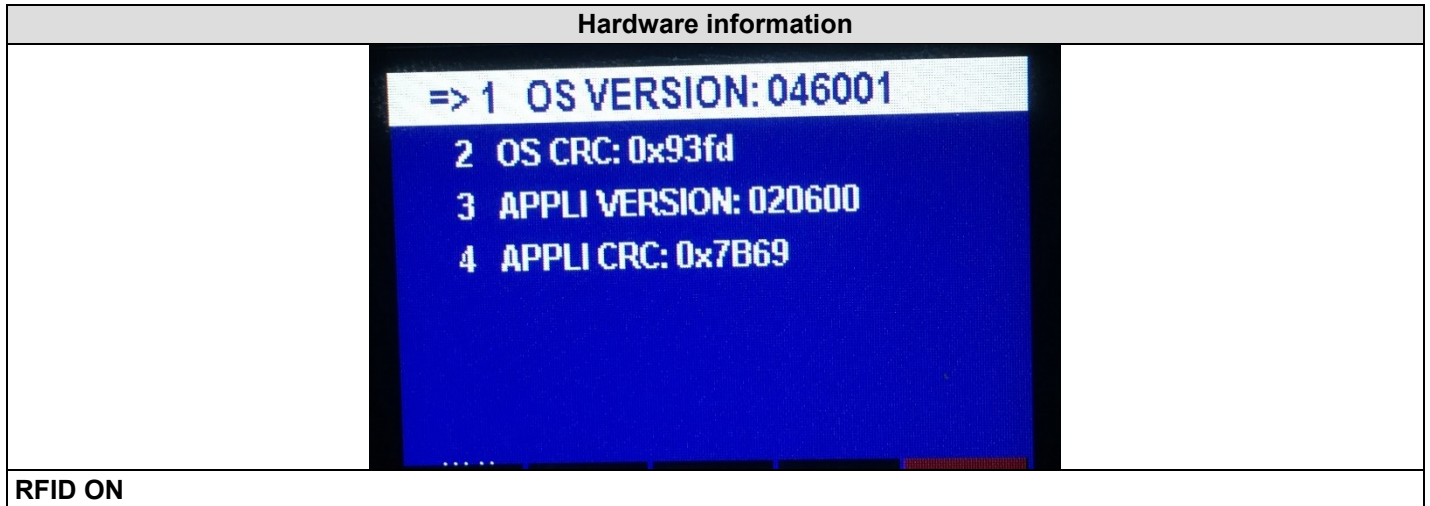 Hardware information
=> 1 OS VERSION: 046001
2 OS CRC: 0x93fd
3 APPLI VERSION: 020600
4 APPLI CRC: 0x7B69
RFID ON